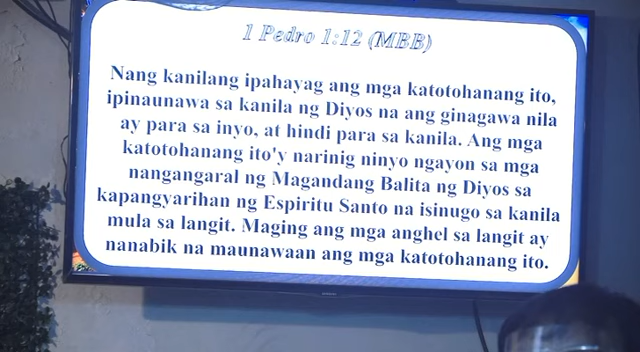 1 Pedro 1:12 (MBB)
Nang kanilang ipahayag ang mga katotohanang ito,
ipinaunawa sa kanila ng Diyos na ang ginagawa nila
ay para sa inyo, at hindi para sa kanila. Ang mga
katotohanang ito'y narinig ninyo ngayon sa mga
nangangaral ng Magandang Balita ng Diyos sa
kapangyarihan ng Espiritu Santo na isinugo sa kanila
mula sa langit. Maging ang mga anghel sa langit ay
nanabik na maunawaan ang mga katotohanang ito.